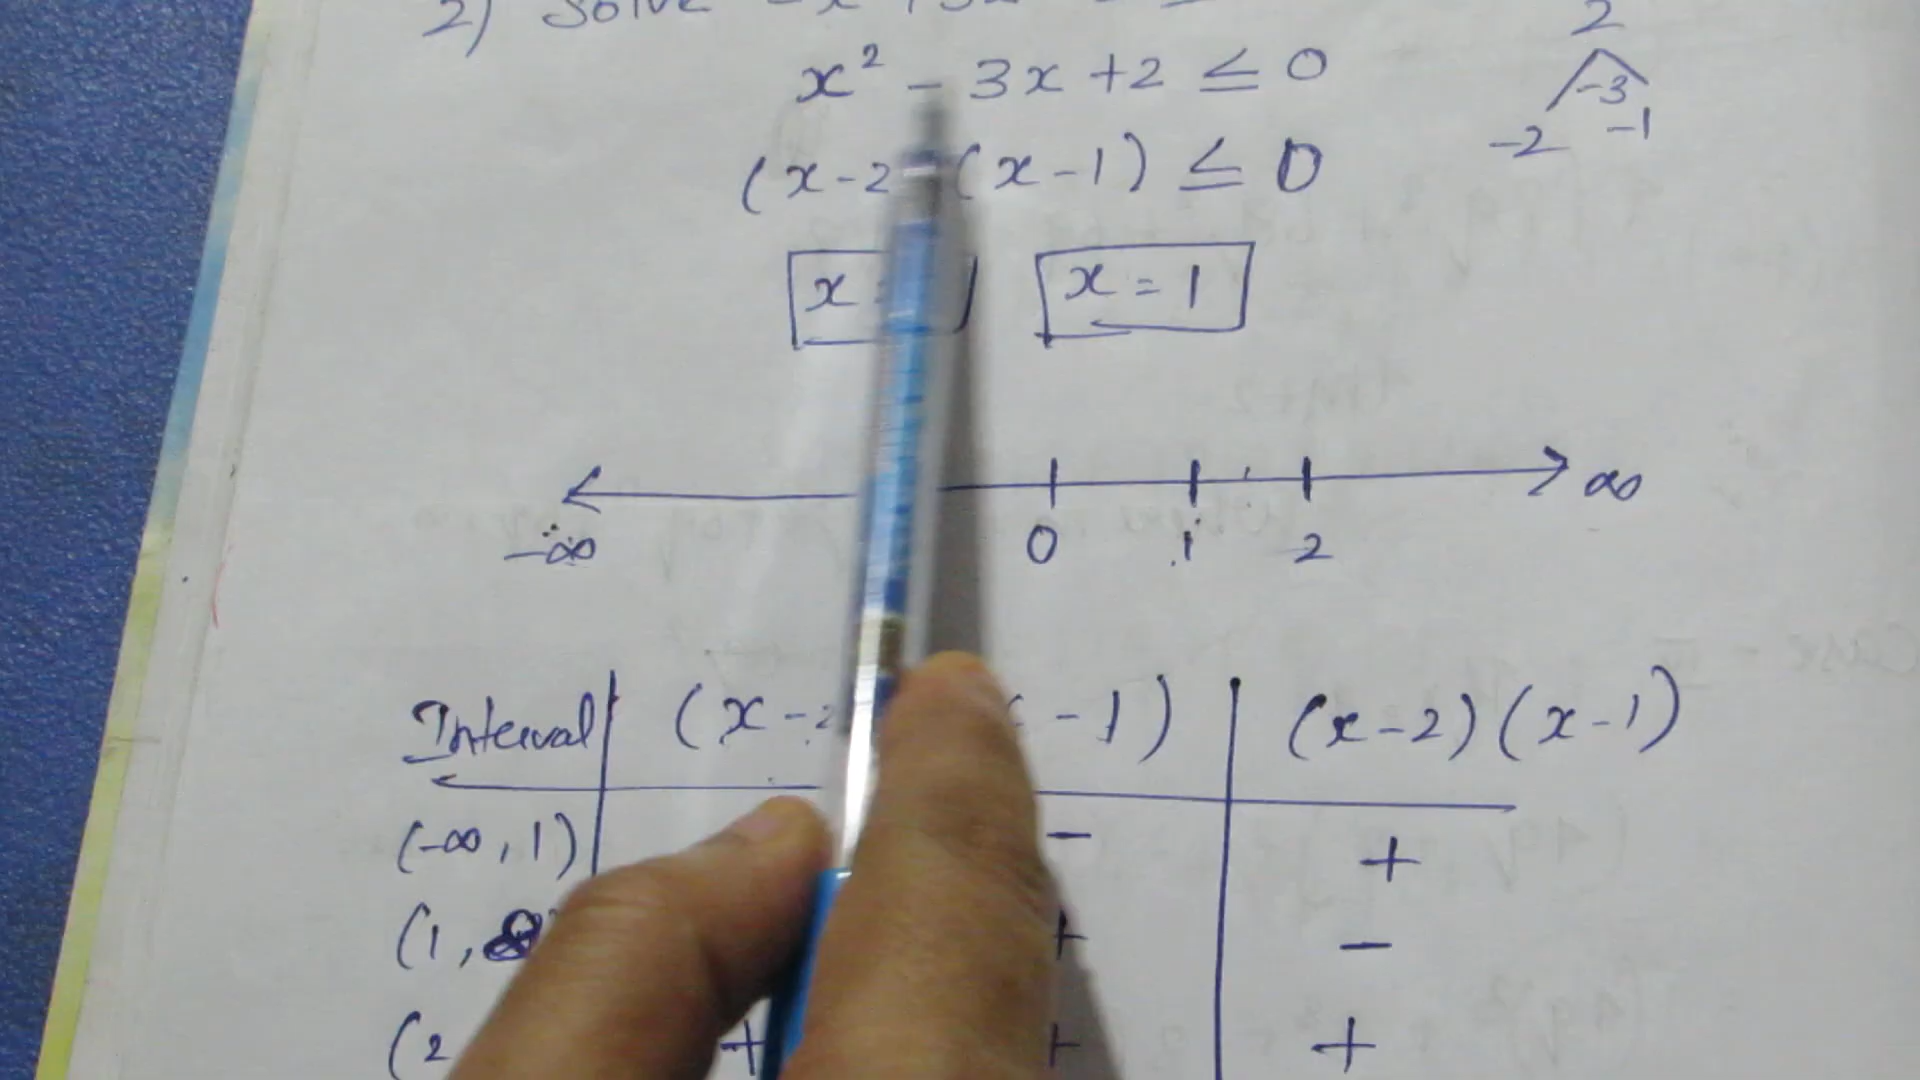 2) Solve
x² - 3x + 2 ≤ 0
2
-3
-2 -1
(x-2) (x-1) ≤ 0
x = x = 1
-∞ 0 1 2 ∞
Interval (x-2 -1) (x-2)(x-1)
(-∞, 1) - +
(1, + -
(2 + + +